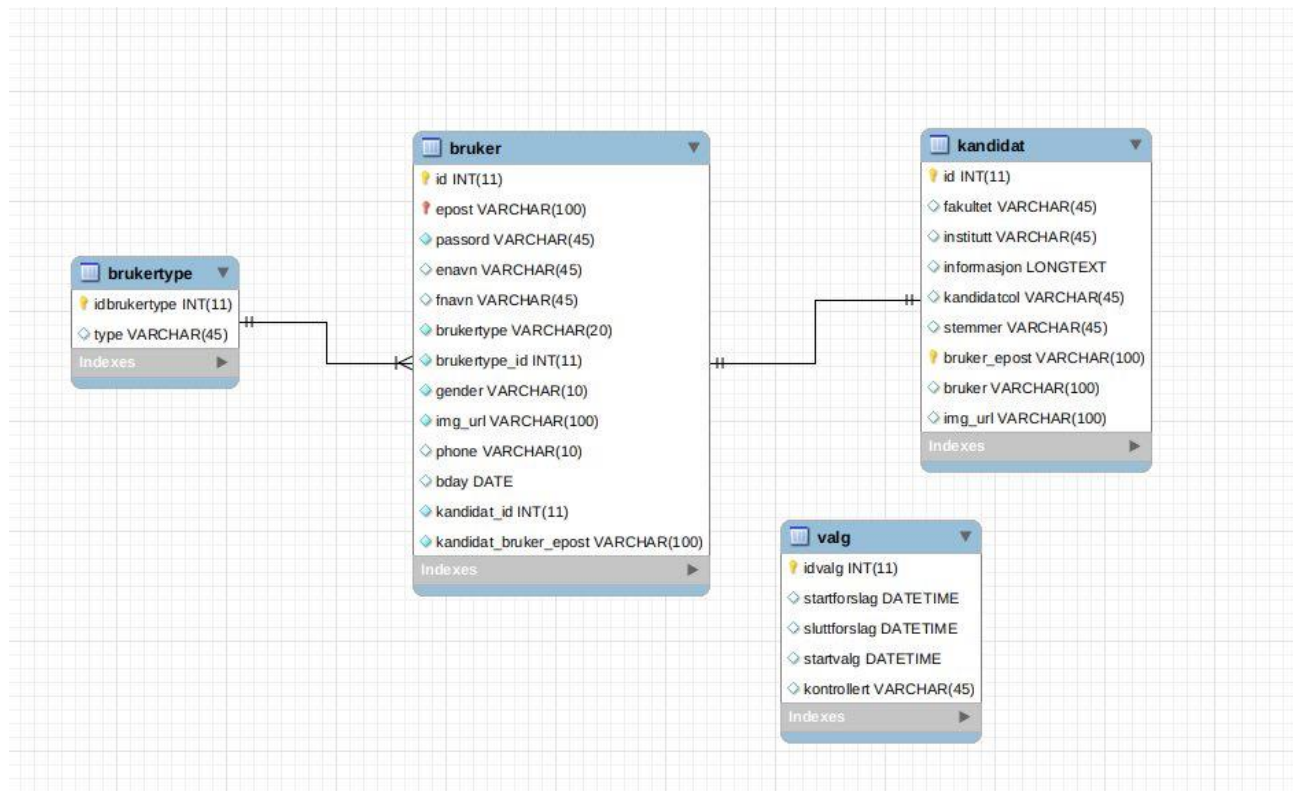 brukertype
idbrukertype INT(11)
type VARCHAR(45)
Indexes
bruker
id INT(11)
epost VARCHAR(100)
passord VARCHAR(45)
enavn VARCHAR(45)
fnavn VARCHAR(45)
brukertype VARCHAR(20)
brukertype_id INT(11)
gender VARCHAR(10)
img_url VARCHAR(100)
phone VARCHAR(10)
bday DATE
kandidat_id INT(11)
kandidat_bruker_epost VARCHAR(100)
Indexes
kandidat
id INT(11)
fakultet VARCHAR(45)
institutt VARCHAR(45)
informasjon LONGTEXT
kandidatcol VARCHAR(45)
stemmer VARCHAR(45)
bruker_epost VARCHAR(100)
bruker VARCHAR(100)
img_url VARCHAR(100)
Indexes
valg
idvalg INT(11)
startforslag DATETIME
sluttforslag DATETIME
startvalg DATETIME
kontrollert VARCHAR(45)
Indexes